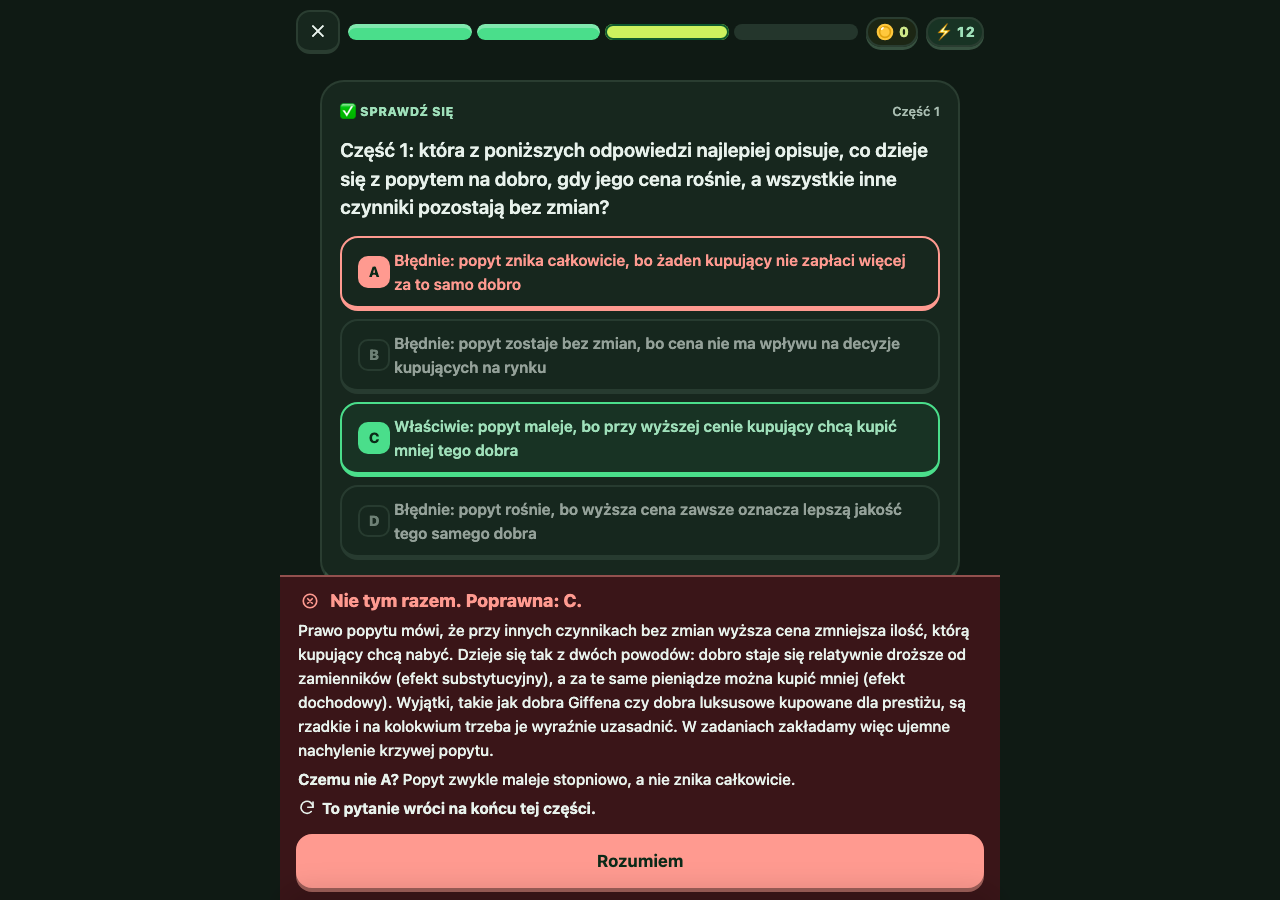 0
12
SPRAWDŹ SIĘ
Część 1
Część 1: która z poniższych odpowiedzi najlepiej opisuje, co dzieje
się z popytem na dobro, gdy jego cena rośnie, a wszystkie inne
czynniki pozostają bez zmian?
A
Błędnie: popyt znika całkowicie, bo żaden kupujący nie zapłaci więcej
za to samo dobro
B
Błędnie: popyt zostaje bez zmian, bo cena nie ma wpływu na decyzje
kupujących na rynku
C
Właściwie: popyt maleje, bo przy wyższej cenie kupujący chcą kupić
mniej tego dobra
D
Błędnie: popyt rośnie, bo wyższa cena zawsze oznacza lepszą jakość
tego samego dobra
Nie tym razem. Poprawna: C.
Prawo popytu mówi, że przy innych czynnikach bez zmian wyższa cena zmniejsza ilość, którą
kupujący chcą nabyć. Dzieje się tak z dwóch powodów: dobro staje się relatywnie droższe od
zamienników (efekt substytucyjny), a za te same pieniądze można kupić mniej (efekt
dochodowy). Wyjątki, takie jak dobra Giffena czy dobra luksusowe kupowane dla prestiżu, są
rzadkie i na kolokwium trzeba je wyraźnie uzasadnić. W zadaniach zakładamy więc ujemne
nachylenie krzywej popytu.
Czemu nie A? Popyt zwykle maleje stopniowo, a nie znika całkowicie.
To pytanie wróci na końcu tej części.
Rozumiem